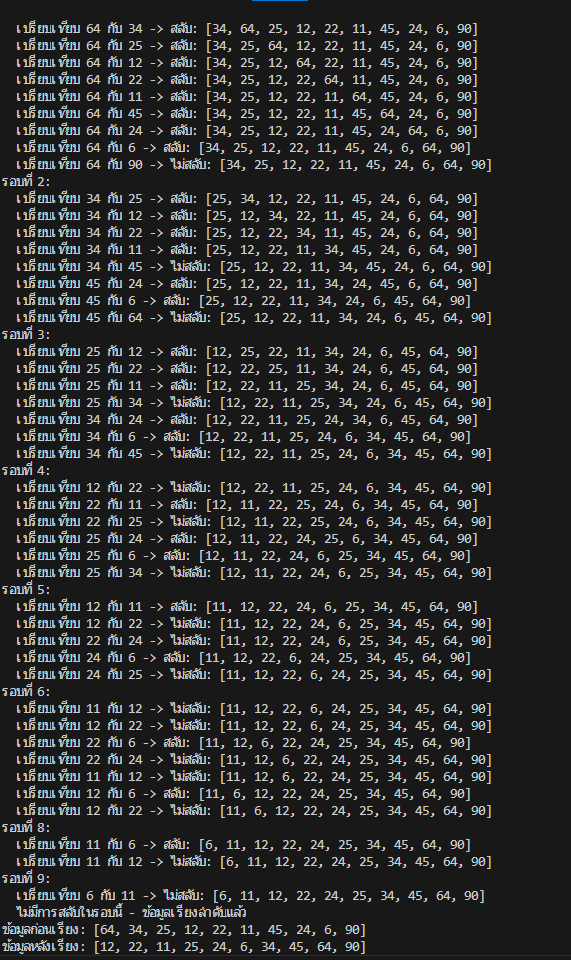 เปรียบเทียบ 64 กับ 34 -> สลับ: [34, 64, 25, 12, 22, 11, 45, 24, 6, 90]
เปรียบเทียบ 64 กับ 25 -> สลับ: [34, 25, 64, 12, 22, 11, 45, 24, 6, 90]
เปรียบเทียบ 64 กับ 12 -> สลับ: [34, 25, 12, 64, 22, 11, 45, 24, 6, 90]
เปรียบเทียบ 64 กับ 22 -> สลับ: [34, 25, 12, 22, 64, 11, 45, 24, 6, 90]
เปรียบเทียบ 64 กับ 11 -> สลับ: [34, 25, 12, 22, 11, 64, 45, 24, 6, 90]
เปรียบเทียบ 64 กับ 45 -> สลับ: [34, 25, 12, 22, 11, 45, 64, 24, 6, 90]
เปรียบเทียบ 64 กับ 24 -> สลับ: [34, 25, 12, 22, 11, 45, 24, 64, 6, 90]
เปรียบเทียบ 64 กับ 6 -> สลับ: [34, 25, 12, 22, 11, 45, 24, 6, 64, 90]
เปรียบเทียบ 64 กับ 90 -> ไม่สลับ: [34, 25, 12, 22, 11, 45, 24, 6, 64, 90]
รอบที่ 2:
เปรียบเทียบ 34 กับ 25 -> สลับ: [25, 34, 12, 22, 11, 45, 24, 6, 64, 90]
เปรียบเทียบ 34 กับ 12 -> สลับ: [25, 12, 34, 22, 11, 45, 24, 6, 64, 90]
เปรียบเทียบ 34 กับ 22 -> สลับ: [25, 12, 22, 34, 11, 45, 24, 6, 64, 90]
เปรียบเทียบ 34 กับ 11 -> สลับ: [25, 12, 22, 11, 34, 45, 24, 6, 64, 90]
เปรียบเทียบ 34 กับ 45 -> ไม่สลับ: [25, 12, 22, 11, 34, 45, 24, 6, 64, 90]
เปรียบเทียบ 45 กับ 24 -> สลับ: [25, 12, 22, 11, 34, 24, 45, 6, 64, 90]
เปรียบเทียบ 45 กับ 6 -> สลับ: [25, 12, 22, 11, 34, 24, 6, 45, 64, 90]
เปรียบเทียบ 45 กับ 64 -> ไม่สลับ: [25, 12, 22, 11, 34, 24, 6, 45, 64, 90]
รอบที่ 3:
เปรียบเทียบ 25 กับ 12 -> สลับ: [12, 25, 22, 11, 34, 24, 6, 45, 64, 90]
เปรียบเทียบ 25 กับ 22 -> สลับ: [12, 22, 25, 11, 34, 24, 6, 45, 64, 90]
เปรียบเทียบ 25 กับ 11 -> สลับ: [12, 22, 11, 25, 34, 24, 6, 45, 64, 90]
เปรียบเทียบ 25 กับ 34 -> ไม่สลับ: [12, 22, 11, 25, 34, 24, 6, 45, 64, 90]
เปรียบเทียบ 34 กับ 24 -> สลับ: [12, 22, 11, 25, 24, 34, 6, 45, 64, 90]
เปรียบเทียบ 34 กับ 6 -> สลับ: [12, 22, 11, 25, 24, 6, 34, 45, 64, 90]
เปรียบเทียบ 34 กับ 45 -> ไม่สลับ: [12, 22, 11, 25, 24, 6, 34, 45, 64, 90]
รอบที่ 4:
เปรียบเทียบ 12 กับ 22 -> ไม่สลับ: [12, 22, 11, 25, 24, 6, 34, 45, 64, 90]
เปรียบเทียบ 22 กับ 11 -> สลับ: [12, 11, 22, 25, 24, 6, 34, 45, 64, 90]
เปรียบเทียบ 22 กับ 25 -> ไม่สลับ: [12, 11, 22, 25, 24, 6, 34, 45, 64, 90]
เปรียบเทียบ 25 กับ 24 -> สลับ: [12, 11, 22, 24, 25, 6, 34, 45, 64, 90]
เปรียบเทียบ 25 กับ 6 -> สลับ: [12, 11, 22, 24, 6, 25, 34, 45, 64, 90]
เปรียบเทียบ 25 กับ 34 -> ไม่สลับ: [12, 11, 22, 24, 6, 25, 34, 45, 64, 90]
รอบที่ 5:
เปรียบเทียบ 12 กับ 11 -> สลับ: [11, 12, 22, 24, 6, 25, 34, 45, 64, 90]
เปรียบเทียบ 12 กับ 22 -> ไม่สลับ: [11, 12, 22, 24, 6, 25, 34, 45, 64, 90]
เปรียบเทียบ 22 กับ 24 -> ไม่สลับ: [11, 12, 22, 24, 6, 25, 34, 45, 64, 90]
เปรียบเทียบ 24 กับ 6 -> สลับ: [11, 12, 22, 6, 24, 25, 34, 45, 64, 90]
เปรียบเทียบ 24 กับ 25 -> ไม่สลับ: [11, 12, 22, 6, 24, 25, 34, 45, 64, 90]
รอบที่ 6:
เปรียบเทียบ 11 กับ 12 -> ไม่สลับ: [11, 12, 22, 6, 24, 25, 34, 45, 64, 90]
เปรียบเทียบ 12 กับ 22 -> ไม่สลับ: [11, 12, 22, 6, 24, 25, 34, 45, 64, 90]
เปรียบเทียบ 22 กับ 6 -> สลับ: [11, 12, 6, 22, 24, 25, 34, 45, 64, 90]
เปรียบเทียบ 22 กับ 24 -> ไม่สลับ: [11, 12, 6, 22, 24, 25, 34, 45, 64, 90]
เปรียบเทียบ 11 กับ 12 -> ไม่สลับ: [11, 12, 6, 22, 24, 25, 34, 45, 64, 90]
เปรียบเทียบ 12 กับ 6 -> สลับ: [11, 6, 12, 22, 24, 25, 34, 45, 64, 90]
เปรียบเทียบ 12 กับ 22 -> ไม่สลับ: [11, 6, 12, 22, 24, 25, 34, 45, 64, 90]
รอบที่ 8:
เปรียบเทียบ 11 กับ 6 -> สลับ: [6, 11, 12, 22, 24, 25, 34, 45, 64, 90]
เปรียบเทียบ 11 กับ 12 -> ไม่สลับ: [6, 11, 12, 22, 24, 25, 34, 45, 64, 90]
รอบที่ 9:
เปรียบเทียบ 6 กับ 11 -> ไม่สลับ: [6, 11, 12, 22, 24, 25, 34, 45, 64, 90]
ไม่มีการสลับในรอบนี้ - ข้อมูลเรียงลำดับแล้ว
ข้อมูลก่อนเรียง: [64, 34, 25, 12, 22, 11, 45, 24, 6, 90]
ข้อมูลหลังเรียง: [12, 22, 11, 25, 24, 6, 34, 45, 64, 90]